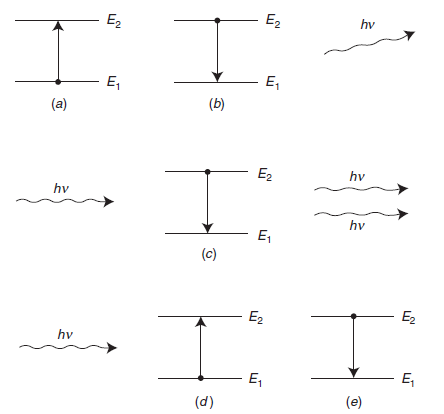 E₂ E₂ hν
E₁ E₁
(a) (b)
hν E₂ hν
hν
E₁
(c)
hν E₂ E₂
E₁ E₁
(d) (e)